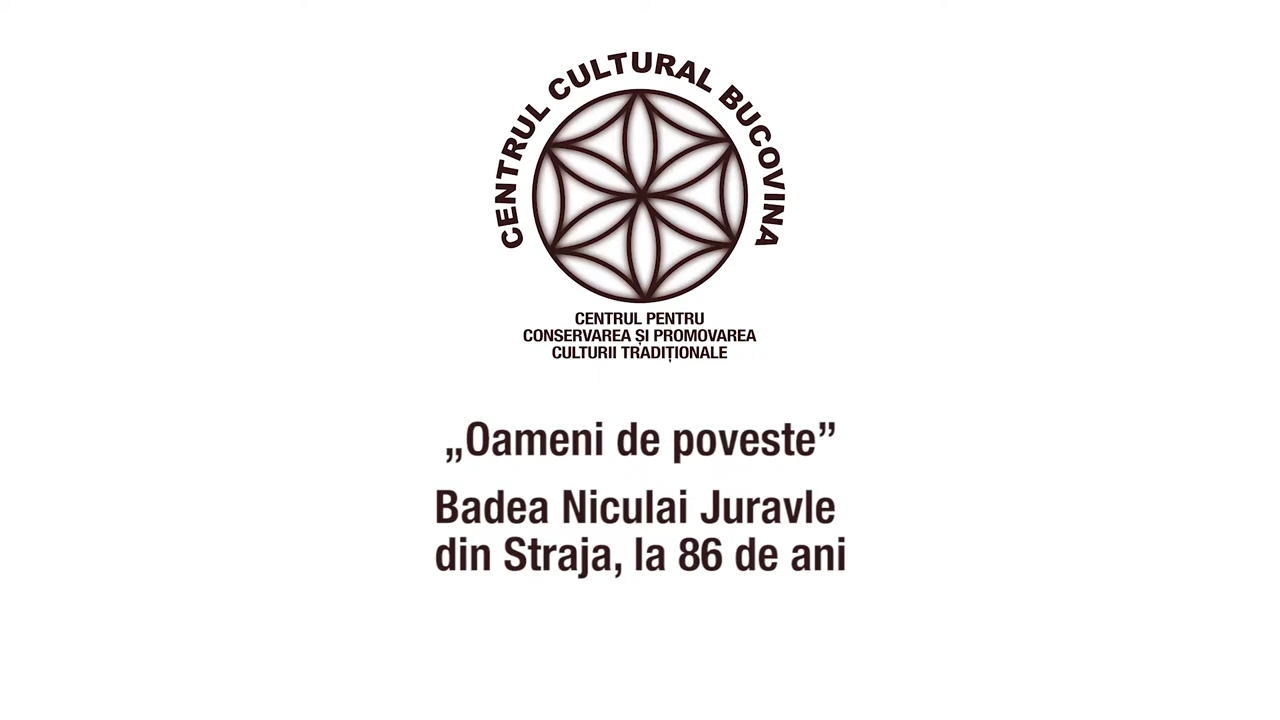 CENTRUL CULTURAL BUCOVINA
CENTRUL PENTRU
CONSERVAREA ȘI PROMOVAREA
CULTURII TRADIȚIONALE
„Oameni de poveste”
Badea Niculai Juravle
din Straja, la 86 de ani